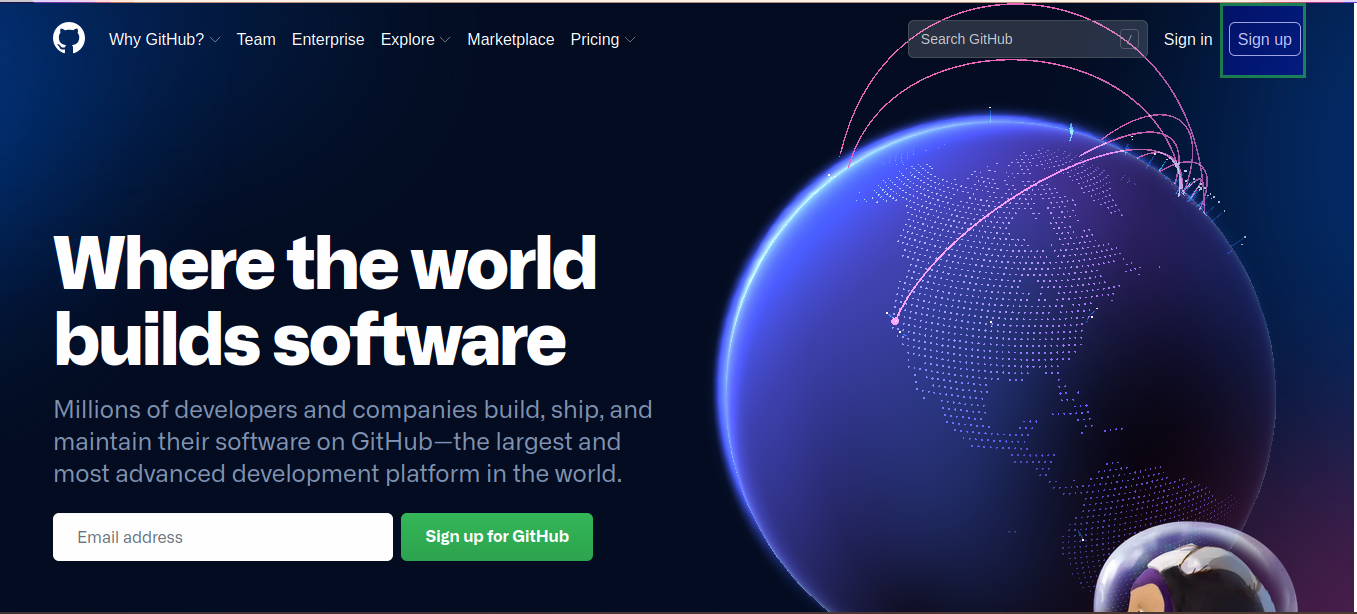 Why GitHub? Team Enterprise Explore Marketplace Pricing Search GitHub / Sign in Sign up
Where the world
builds software
Millions of developers and companies build, ship, and
maintain their software on GitHub—the largest and
most advanced development platform in the world.
Email address Sign up for GitHub